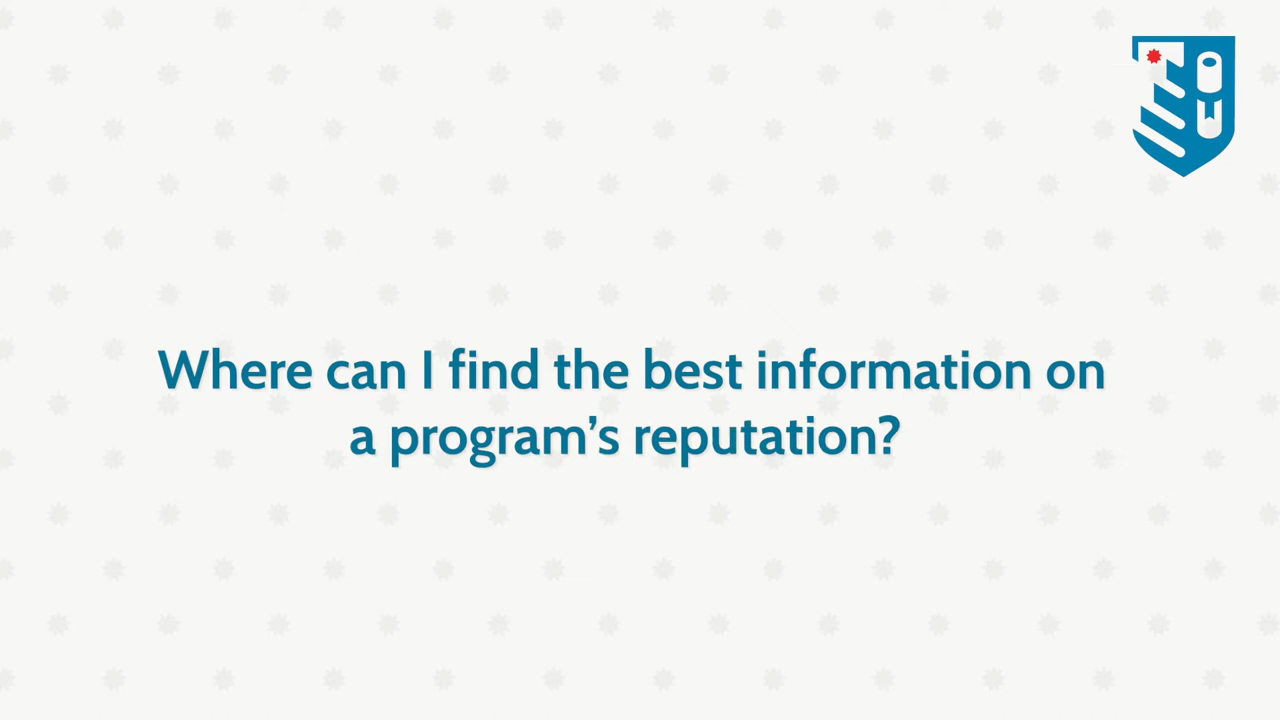 Where can I find the best information on
a program’s reputation?